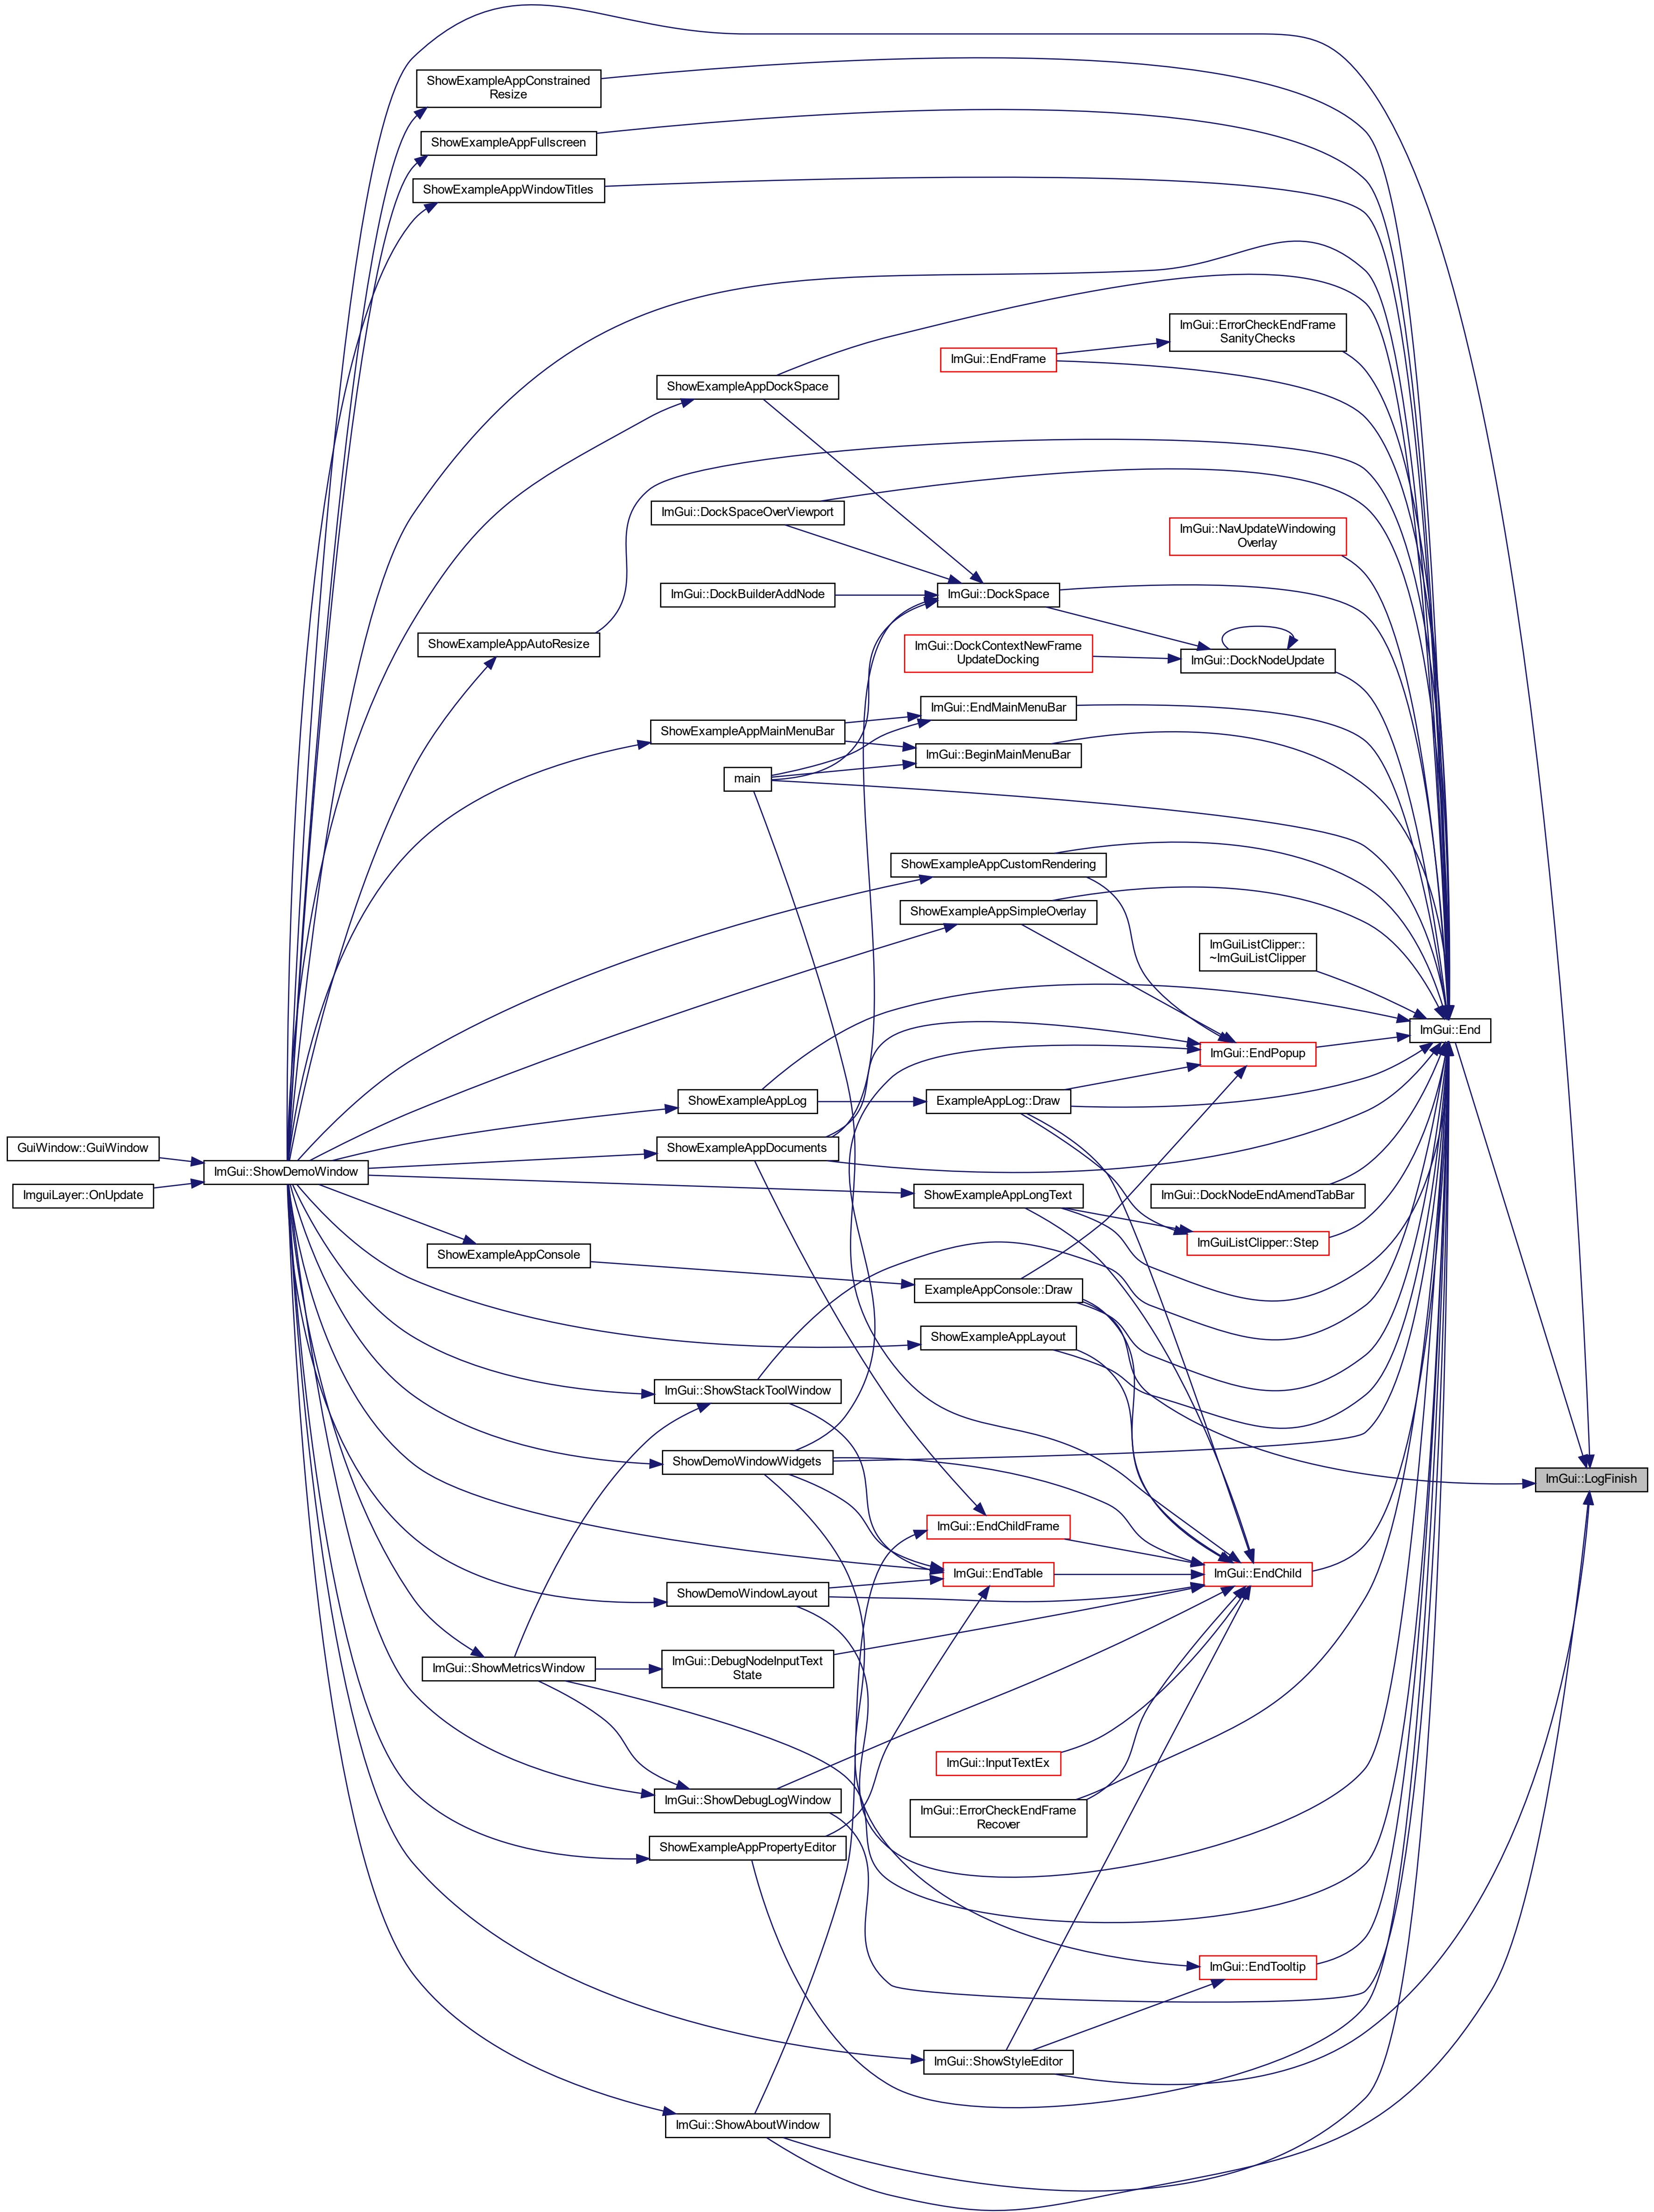 ShowExampleAppConstrained
Resize
ShowExampleAppFullscreen
ShowExampleAppWindowTitles
ImGui::ErrorCheckEndFrame
SanityChecks
ImGui::EndFrame
ShowExampleAppDockSpace
ImGui::DockSpaceOverViewport
ImGui::NavUpdateWindowing
Overlay
ImGui::DockBuilderAddNode
ImGui::DockSpace
ShowExampleAppAutoResize
ImGui::DockContextNewFrame
UpdateDocking
ImGui::DockNodeUpdate
ImGui::EndMainMenuBar
ShowExampleAppMainMenuBar
ImGui::BeginMainMenuBar
main
ShowExampleAppCustomRendering
ShowExampleAppSimpleOverlay
ImGuiListClipper::
~ImGuiListClipper
ImGui::End
ImGui::EndPopup
ShowExampleAppLog
ExampleAppLog::Draw
GuiWindow::GuiWindow
ShowExampleAppDocuments
ImGui::ShowDemoWindow
ImguiLayer::OnUpdate
ShowExampleAppLongText
ImGui::DockNodeEndAmendTabBar
ImGuiListClipper::Step
ShowExampleAppConsole
ExampleAppConsole::Draw
ShowExampleAppLayout
ImGui::ShowStackToolWindow
ShowDemoWindowWidgets
ImGui::LogFinish
ImGui::EndChildFrame
ImGui::EndTable
ImGui::EndChild
ShowDemoWindowLayout
ImGui::ShowMetricsWindow
ImGui::DebugNodeInputText
State
ImGui::InputTextEx
ImGui::ShowDebugLogWindow
ImGui::ErrorCheckEndFrame
Recover
ShowExampleAppPropertyEditor
ImGui::EndTooltip
ImGui::ShowStyleEditor
ImGui::ShowAboutWindow